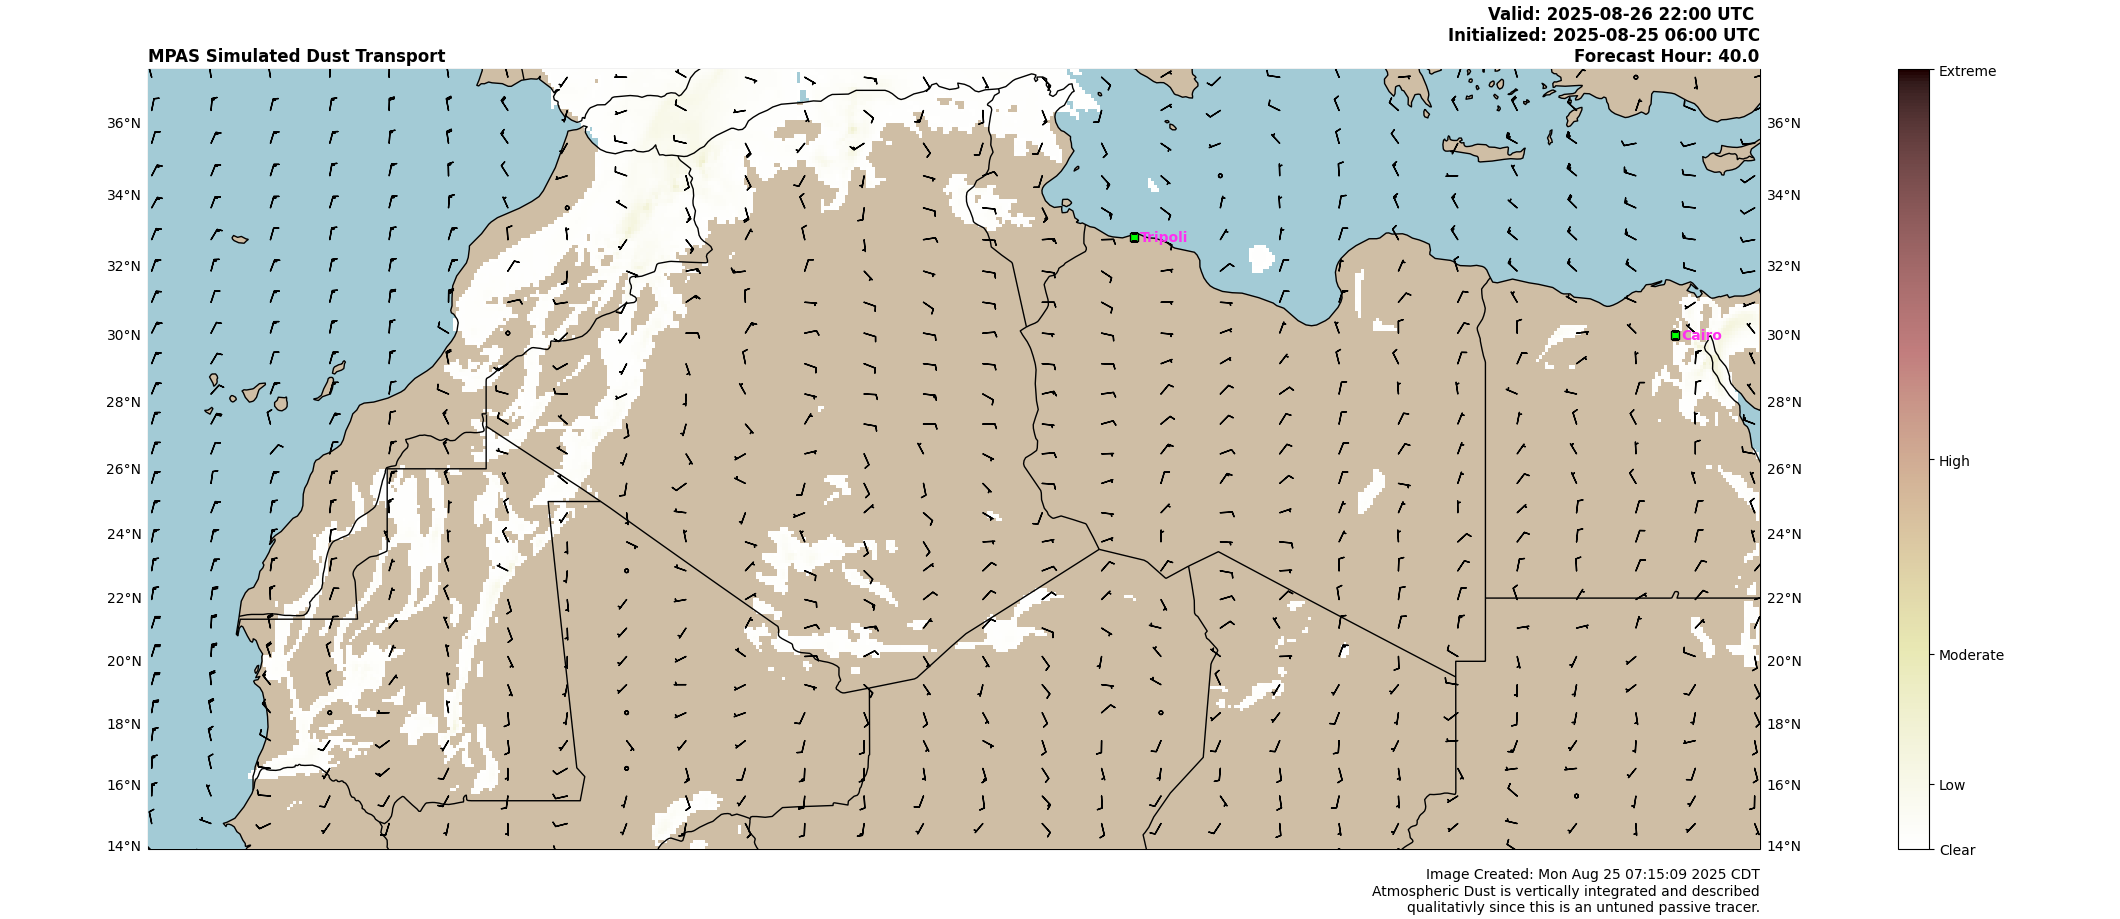 Valid: 2025-08-26 22:00 UTC
Initialized: 2025-08-25 06:00 UTC
MPAS Simulated Dust Transport
Forecast Hour: 40.0
36°N
34°N
32°N
30°N
28°N
26°N
24°N
22°N
20°N
18°N
16°N
14°N
Tripoli
Cairo
36°N
34°N
32°N
30°N
28°N
26°N
24°N
22°N
20°N
18°N
16°N
14°N
Extreme
High
Moderate
Low
Clear
Image Created: Mon Aug 25 07:15:09 2025 CDT
Atmospheric Dust is vertically integrated and described
qualitativly since this is an untuned passive tracer.